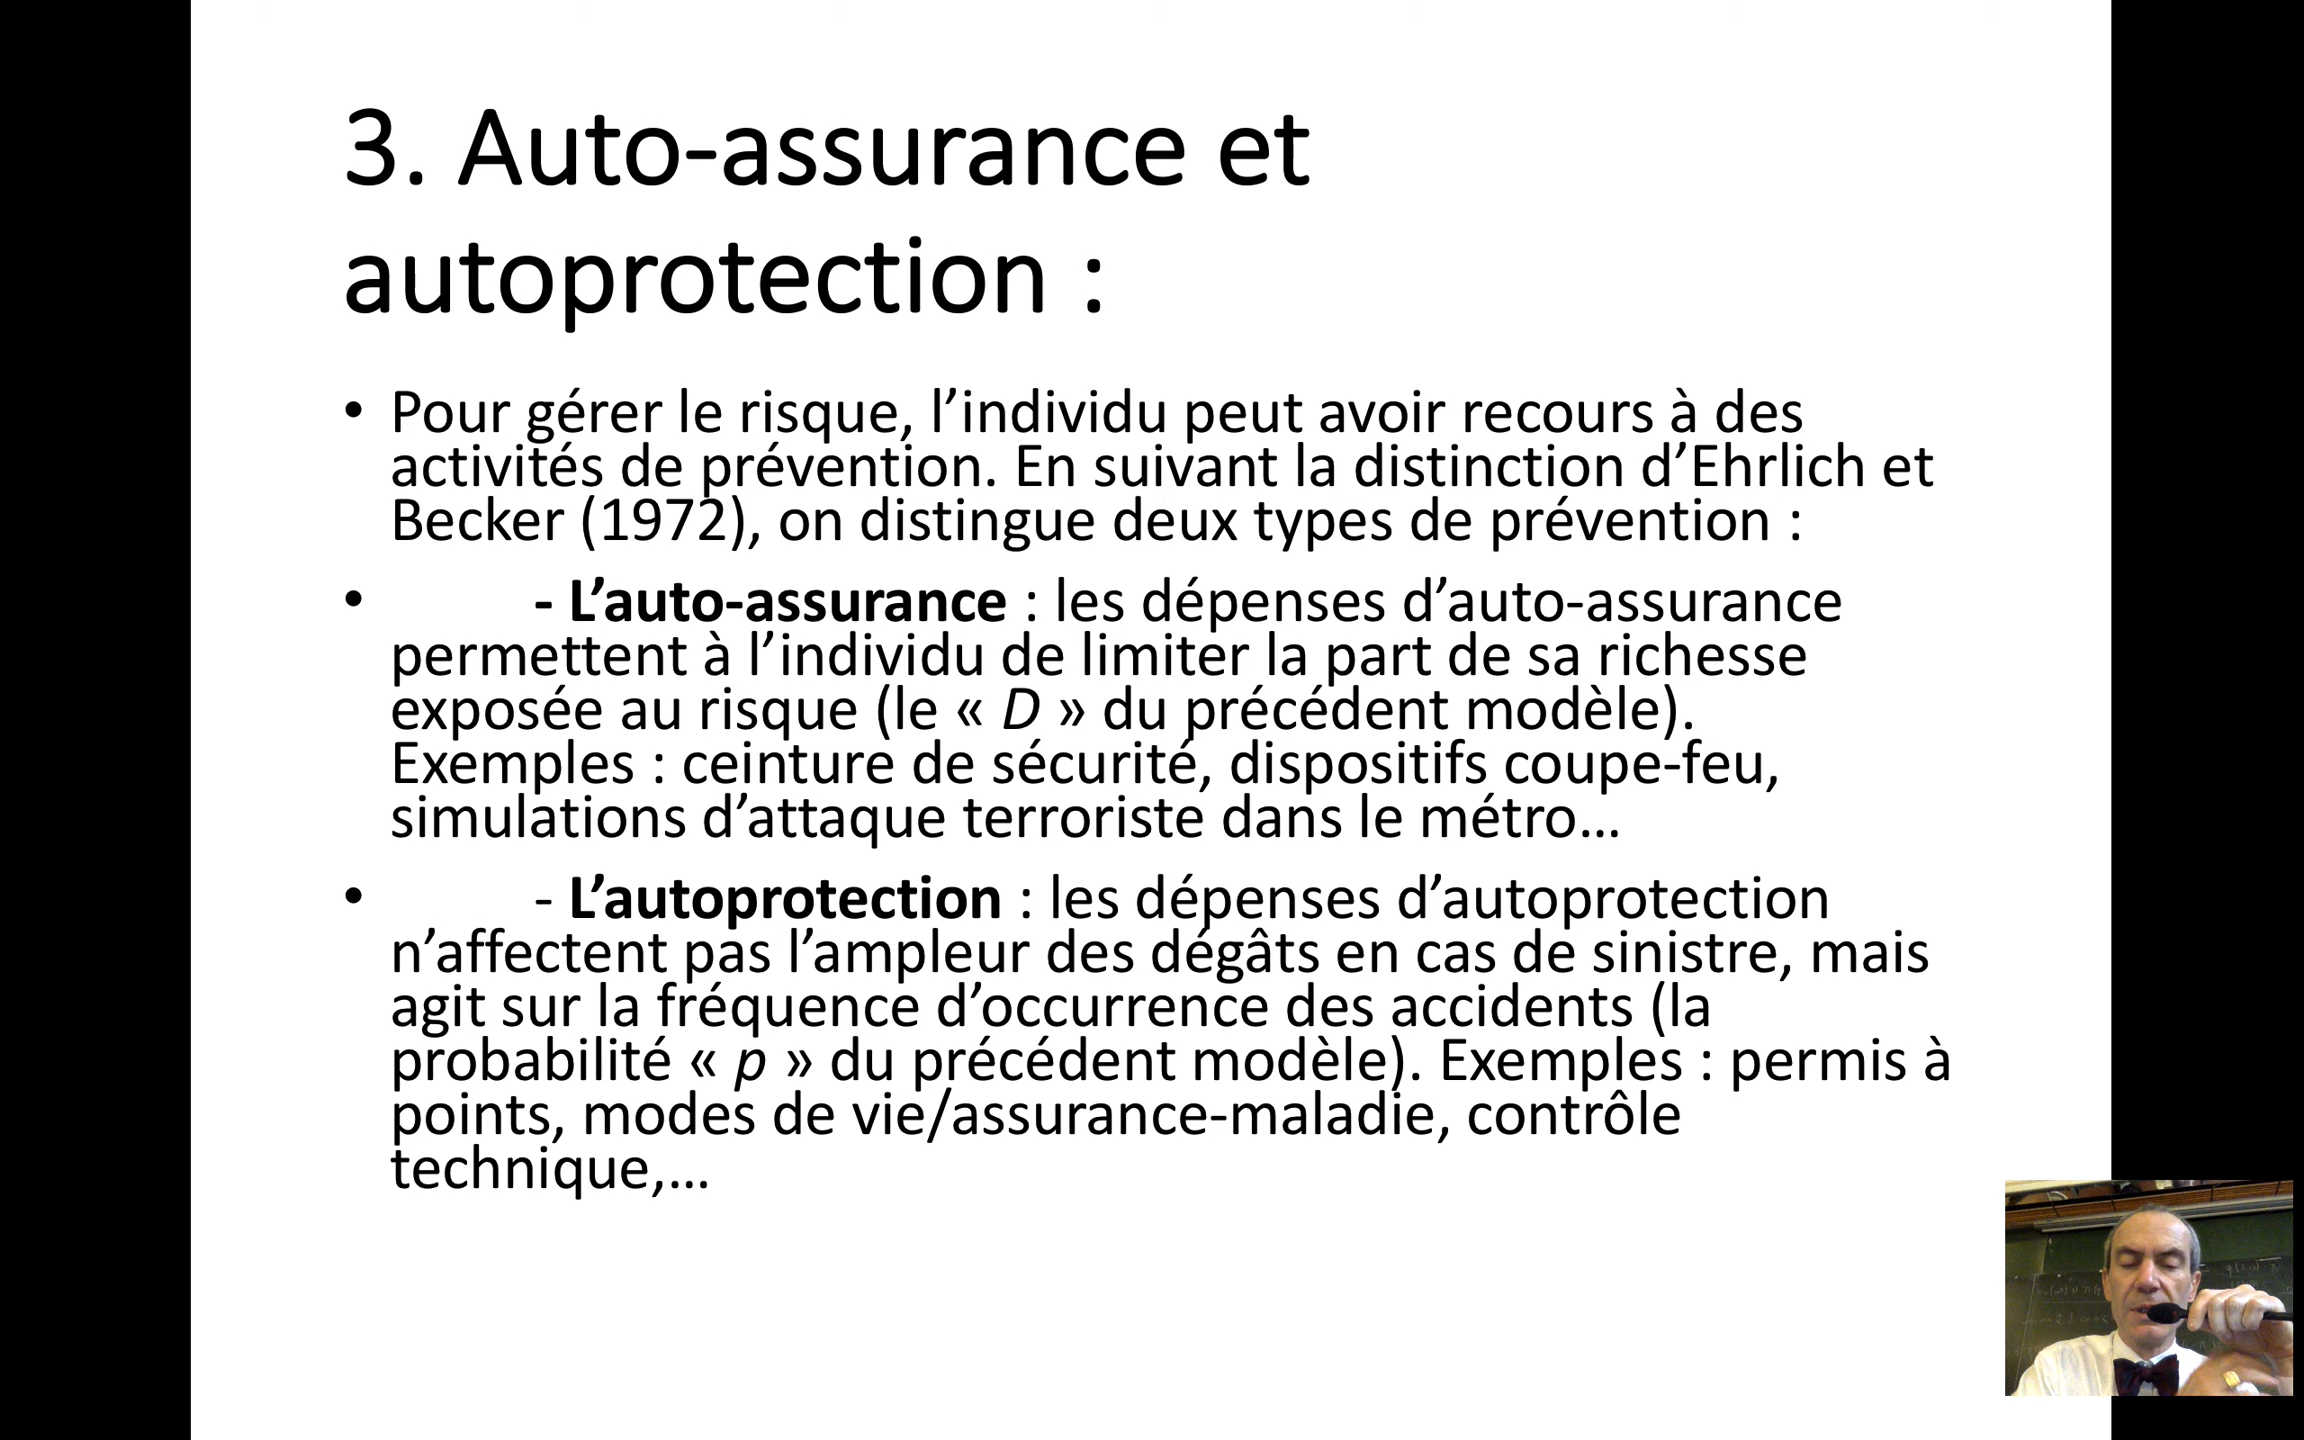 3. Auto-assurance et
autoprotection :
• Pour gérer le risque, l’individu peut avoir recours à des
activités de prévention. En suivant la distinction d’Ehrlich et
Becker (1972), on distingue deux types de prévention :
• - L’auto-assurance : les dépenses d’auto-assurance
permettent à l’individu de limiter la part de sa richesse
exposée au risque (le « D » du précédent modèle).
Exemples : ceinture de sécurité, dispositifs coupe-feu,
simulations d’attaque terroriste dans le métro…
• - L’autoprotection : les dépenses d’autoprotection
n’affectent pas l’ampleur des dégâts en cas de sinistre, mais
agit sur la fréquence d’occurrence des accidents (la
probabilité « p » du précédent modèle). Exemples : permis à
points, modes de vie/assurance-maladie, contrôle
technique,…